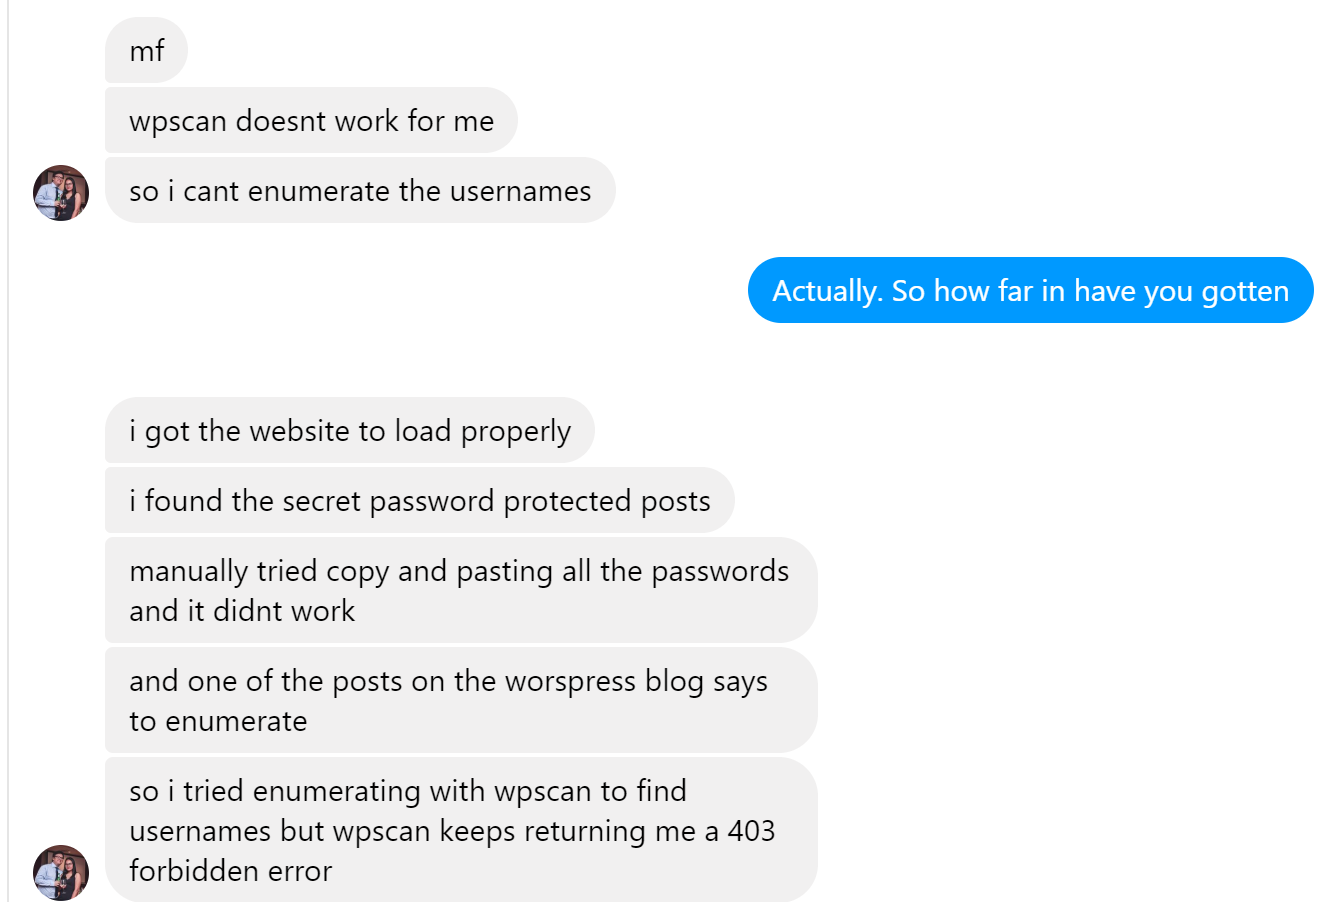 mf
wpscan doesnt work for me
so i cant enumerate the usernames
Actually. So how far in have you gotten
i got the website to load properly
i found the secret password protected posts
manually tried copy and pasting all the passwords
and it didnt work
and one of the posts on the worspress blog says
to enumerate
so i tried enumerating with wpscan to find
usernames but wpscan keeps returning me a 403
forbidden error